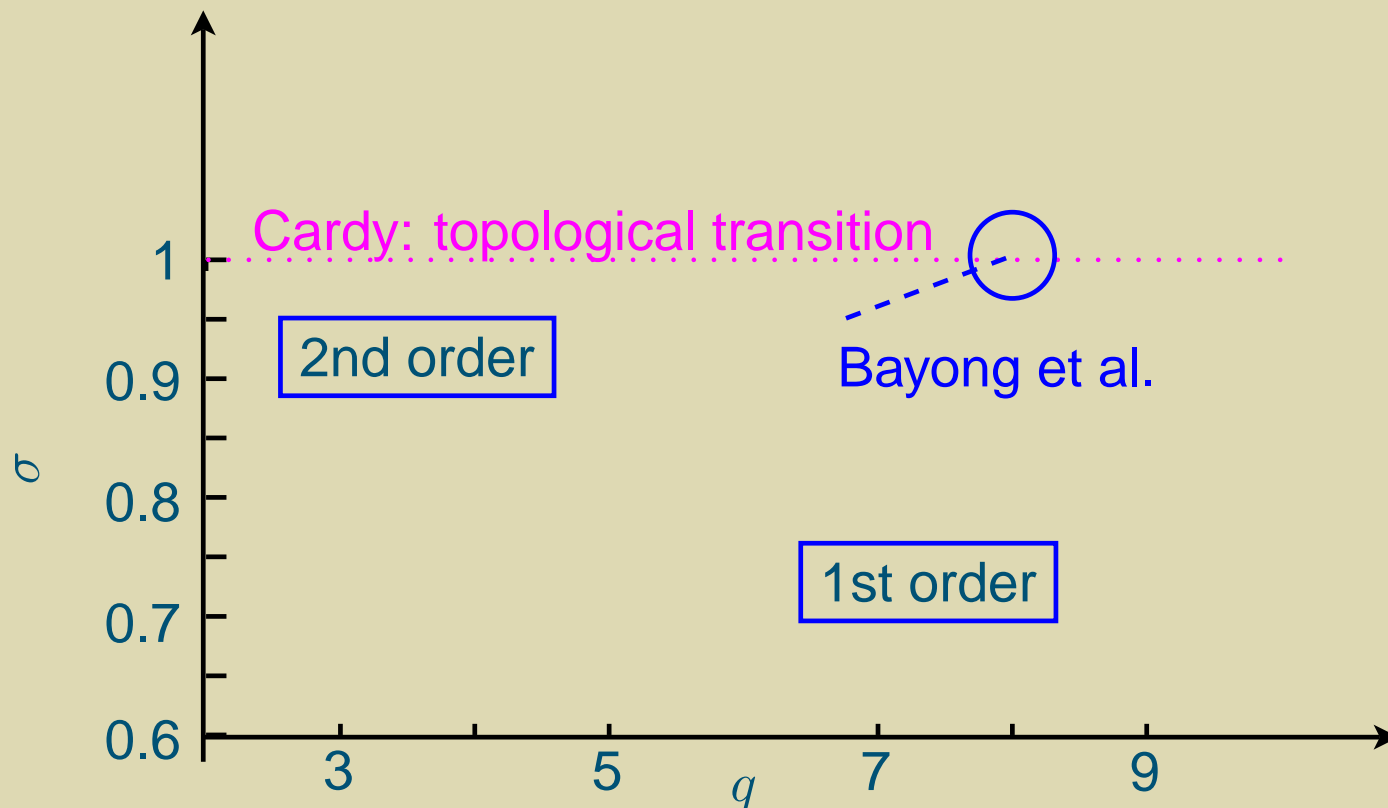 Cardy: topological transition
1
2nd order
Bayong et al.
0.9
σ
0.8
1st order
0.7
0.6
3
5
q
7
9